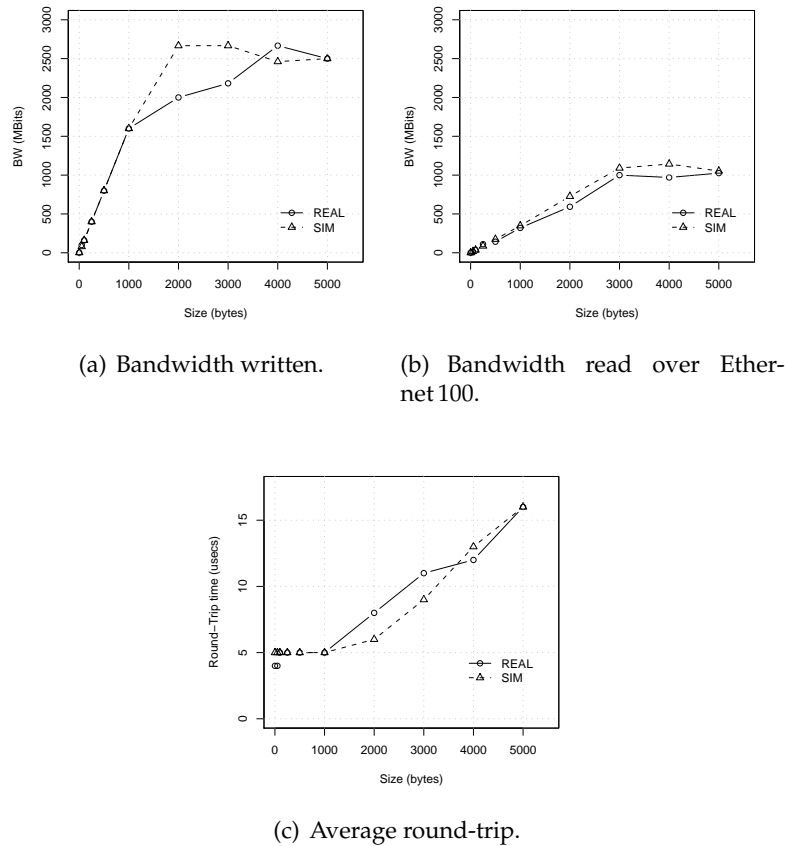 3000
2500
2000
1500
1000
500
0
BW (MBits)
REAL
SIM
0 1000 2000 3000 4000 5000
Size (bytes)
(a) Bandwidth written.
3000
2500
2000
1500
1000
500
0
BW (MBits)
REAL
SIM
0 1000 2000 3000 4000 5000
Size (bytes)
(b) Bandwidth read over Ether-
net 100.
15
10
5
0
Round−Trip time (usecs)
REAL
SIM
0 1000 2000 3000 4000 5000
Size (bytes)
(c) Average round-trip.